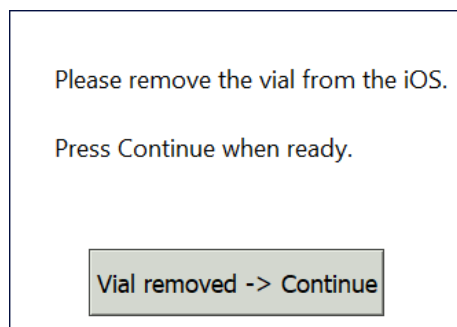 Please remove the vial from the iOS.
Press Continue when ready.
Vial removed -> Continue